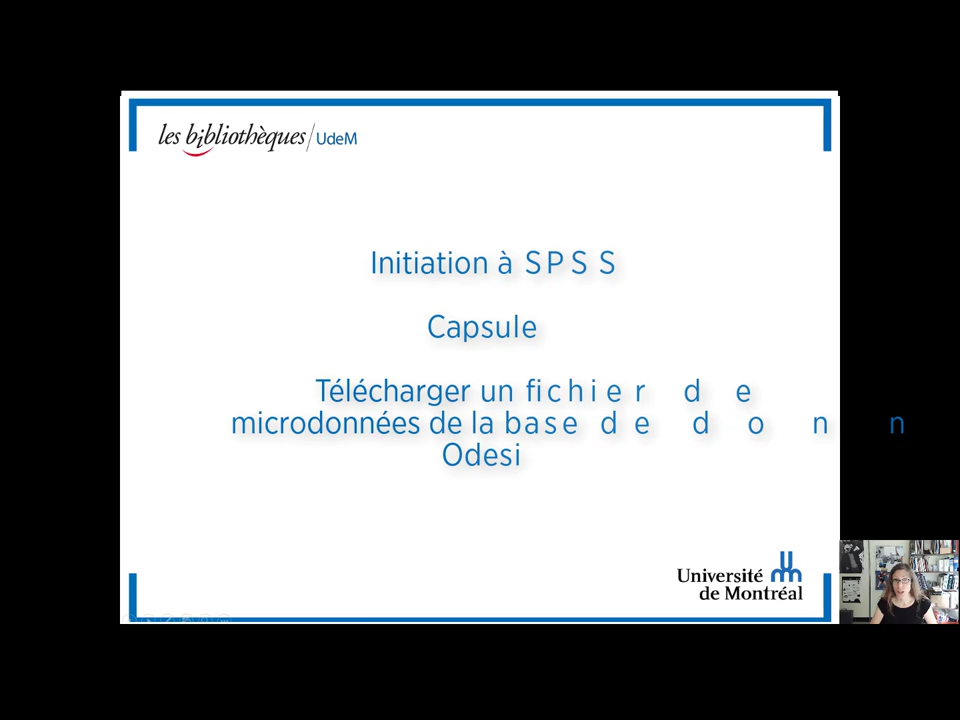 les bibliothèques/UdeM
Initiation à SPSS
Capsule
Télécharger un fichier de
microdonnées de la base de donn
Odesi
Université
de Montréal